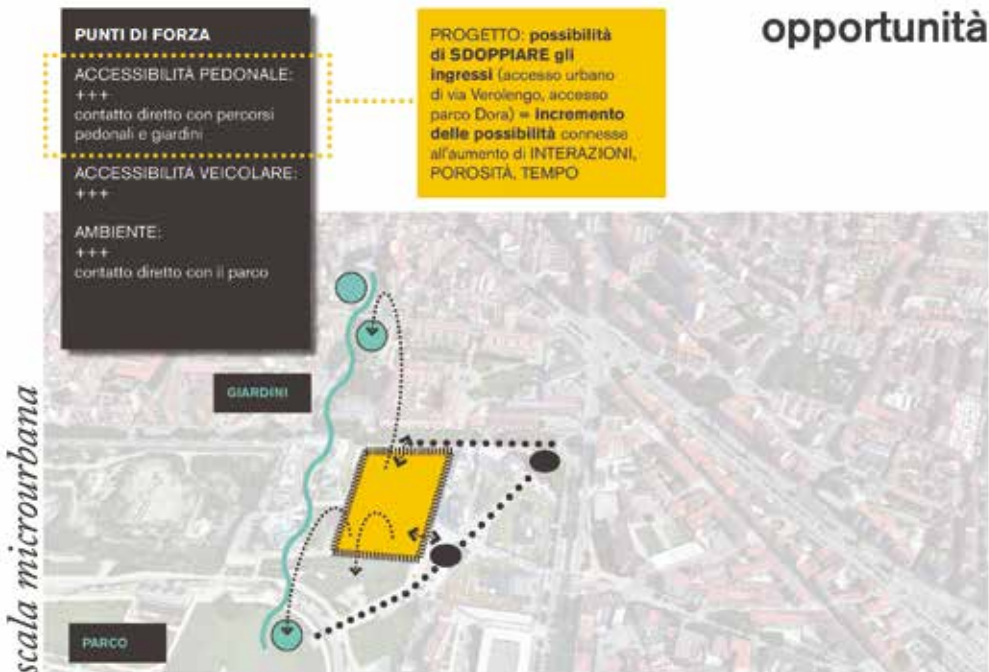 opportunità
PUNTI DI FORZA
ACCESSIBILITÀ PEDONALE:
+++
contatto diretto con percorsi
pedonali e giardini
ACCESSIBILITÀ VEICOLARE:
+++
AMBIENTE:
+++
contatto diretto con il parco
PROGETTO: possibilità
di SDOPPIARE gli
ingressi (accesso urbano
di via Verolengo, accesso
parco Dora) = incremento
delle possibilità connesse
all'aumento di INTERAZIONI,
POROSITÀ, TEMPO
GIARDINI
PARCO
scala microurbana